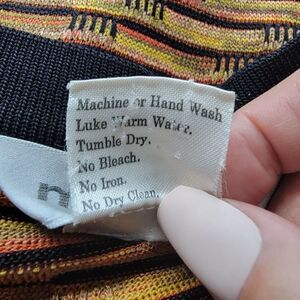 Machine or Hand Wash
Luke Warm Water.
Tumble Dry.
No Bleach.
No Iron.
No Dry Clean.